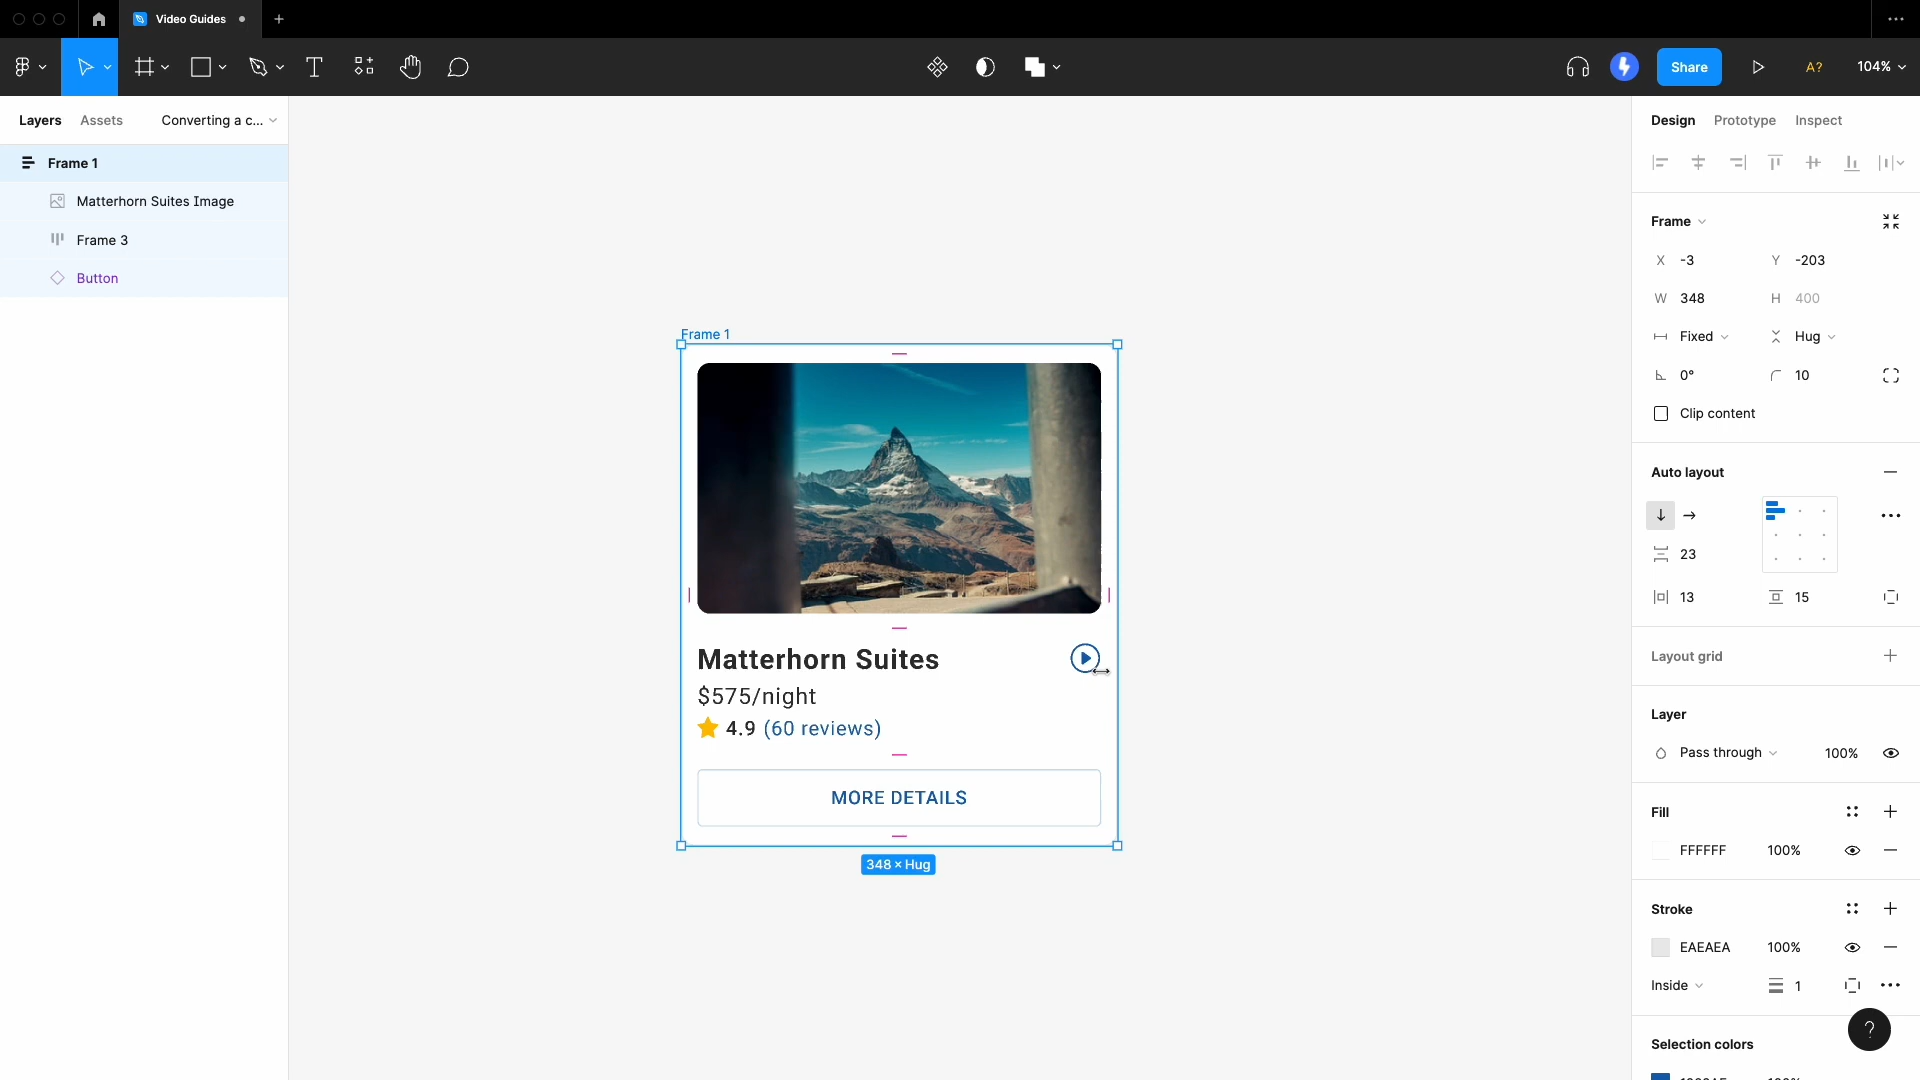 Video Guides
Share
A?
104%
Layers
Assets
Converting a c...
Frame 1
Matterhorn Suites Image
Frame 3
Button
Frame 1
Matterhorn Suites
$575/night
4.9 (60 reviews)
MORE DETAILS
348 × Hug
Design
Prototype
Inspect
Frame
X -3
Y -203
W 348
H 400
Fixed
Hug
0°
10
Clip content
Auto layout
23
13
15
Layout grid
Layer
Pass through
100%
Fill
FFFFFF
100%
Stroke
EAEAEA
100%
Inside
1
?
Selection colors